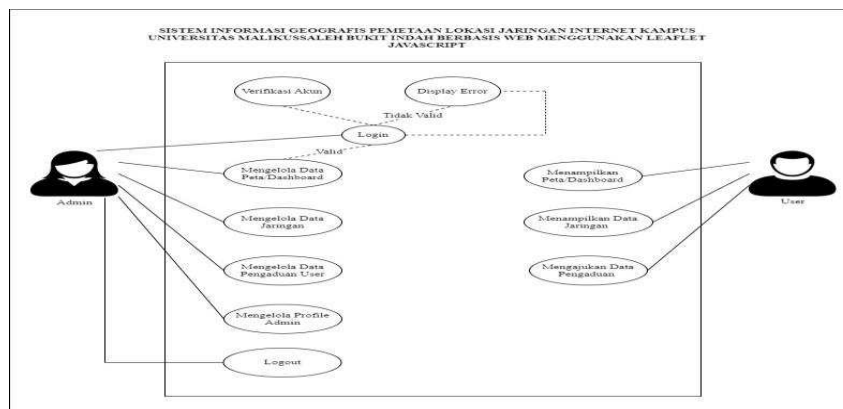 SISTEM INFORMASI GEOGRAFIS PEMETAAN LOKASI JARINGAN INTERNET KAMPUS
UNIVERSITAS MALIKUSSALEH BUKIT INDAH BERBASIS WEB MENGGUNAKAN LEAFLET
JAVASCRIPT
Verifikasi Akun
Display Error
Tidak Valid
Login
Valid
Mengelola Data
Peta/Dashboard
Menampilkan
Peta/Dashboard
Admin
User
Mengelola Data
Jaringan
Menampilkan Data
Jaringan
Mengelola Data
Pengaduan User
Mengajukan Data
Pengaduan
Mengelola Profile
Admin
Logout